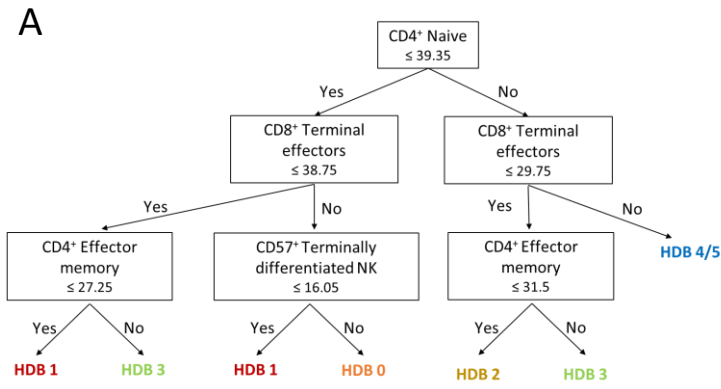 A
CD4⁺ Naive
≤ 39.35
Yes
No
CD8⁺ Terminal
effectors
≤ 38.75
CD8⁺ Terminal
effectors
≤ 29.75
Yes
No
Yes
No
CD4⁺ Effector
memory
≤ 27.25
CD57⁺ Terminally
differentiated NK
≤ 16.05
CD4⁺ Effector
memory
≤ 31.5
HDB 4/5
Yes
No
Yes
No
Yes
No
HDB 1
HDB 3
HDB 1
HDB 0
HDB 2
HDB 3